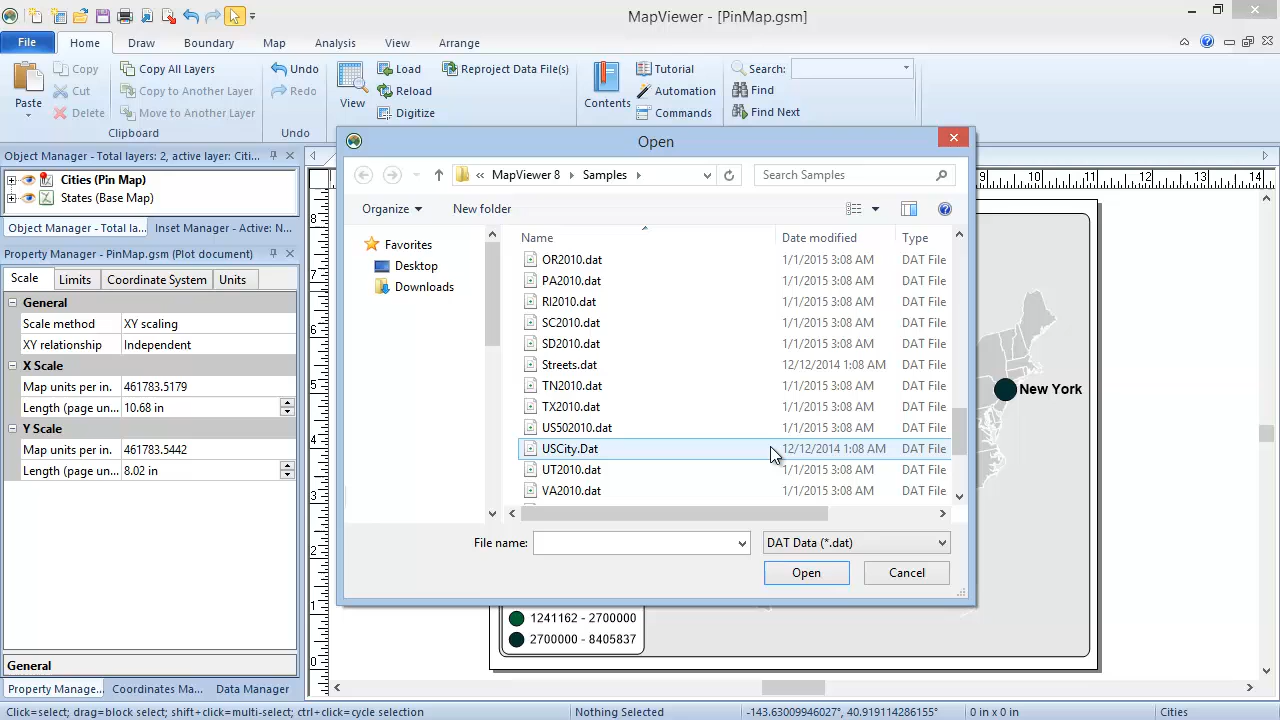 MapViewer - [PinMap.gsm]
File Home Draw Boundary Map Analysis View Arrange
Copy Copy All Layers Undo Load Reproject Data File(s) Tutorial Search:
Cut Copy to Another Layer Redo Reload Automation Find
Paste Delete Move to Another Layer View Digitize Contents Commands Find Next
Clipboard Undo
Object Manager - Total layers: 2, active layer: Citi...
Cities (Pin Map)
States (Base Map)
Object Manager - Total la... Inset Manager - Active: N...
Property Manager - PinMap.gsm (Plot document)
Scale Limits Coordinate System Units
General
Scale method XY scaling
XY relationship Independent
X Scale
Map units per in. 461783.5179
Length (page un... 10.68 in
Y Scale
Map units per in. 461783.5442
Length (page un... 8.02 in
General
Property Manage... Coordinates Ma... Data Manager
Open
« MapViewer 8 Samples Search Samples
Organize New folder
Favorites
Desktop
Downloads
Name Date modified Type
OR2010.dat 1/1/2015 3:08 AM DAT File
PA2010.dat 1/1/2015 3:08 AM DAT File
RI2010.dat 1/1/2015 3:08 AM DAT File
SC2010.dat 1/1/2015 3:08 AM DAT File
SD2010.dat 1/1/2015 3:08 AM DAT File
Streets.dat 12/12/2014 1:08 AM DAT File
TN2010.dat 1/1/2015 3:08 AM DAT File
TX2010.dat 1/1/2015 3:08 AM DAT File
US502010.dat 1/1/2015 3:08 AM DAT File
USCity.Dat 12/12/2014 1:08 AM DAT File
UT2010.dat 1/1/2015 3:08 AM DAT File
VA2010.dat 1/1/2015 3:08 AM DAT File
File name: DAT Data (*.dat)
Open Cancel
9 10 11 12 13 14
8
7
6
5
4
3
2
1
0
New York
1241162 - 2700000
2700000 - 8405837
Click=select; drag=block select; shift+click=multi-select; ctrl+click=cycle selection Nothing Selected -143.63009946027°, 40.919114286155° 0 in x 0 in Cities